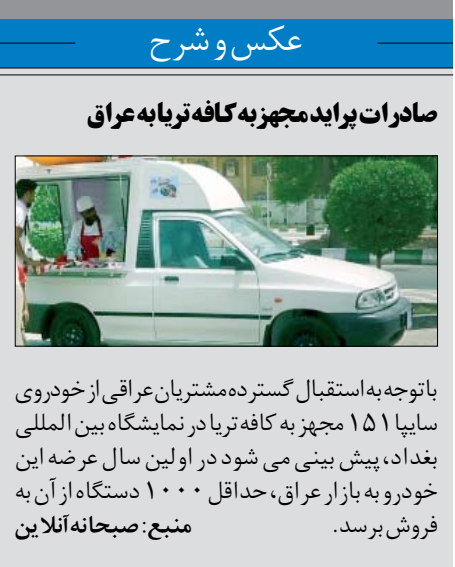 عکس و شرح
صادرات پراید مجهز به کافه تریا به عراق
با توجه به استقبال گسترده مشتریان عراقی از خودروی
سایپا ۱۵۱ مجهز به کافه تریا در نمایشگاه بین المللی
بغداد، پیش بینی می شود در اولین سال عرضه این
خودرو به بازار عراق، حداقل ۱۰۰۰ دستگاه از آن به
فروش برسد. منبع: صبحانه آنلاین